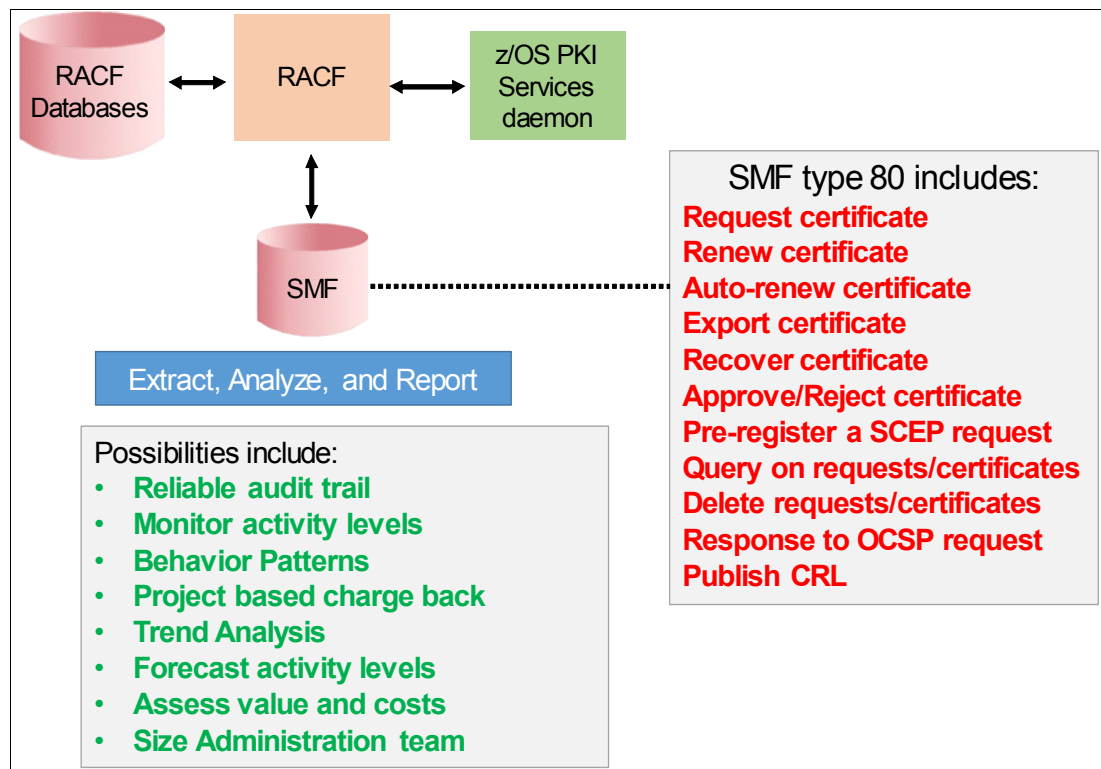 RACF
Databases
RACF
z/OS PKI
Services
daemon
SMF
SMF type 80 includes:
Request certificate
Renew certificate
Auto-renew certificate
Export certificate
Recover certificate
Approve/Reject certificate
Pre-register a SCEP request
Query on requests/certificates
Delete requests/certificates
Response to OCSP request
Publish CRL
Extract, Analyze, and Report
Possibilities include:
• Reliable audit trail
• Monitor activity levels
• Behavior Patterns
• Project based charge back
• Trend Analysis
• Forecast activity levels
• Assess value and costs
• Size Administration team